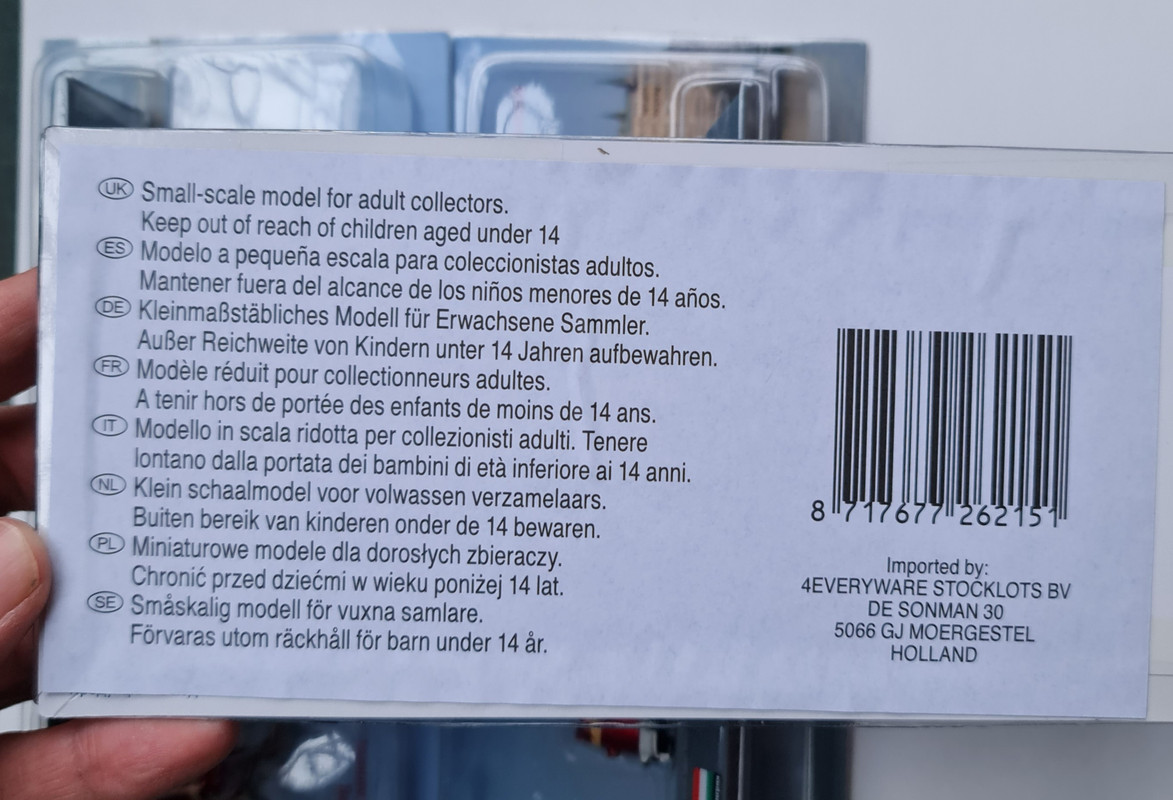 UK Small-scale model for adult collectors.
Keep out of reach of children aged under 14
ES Modelo a pequeña escala para coleccionistas adultos.
Mantener fuera del alcance de los niños menores de 14 años.
DE Kleinmaßstäbliches Modell für Erwachsene Sammler.
Außer Reichweite von Kindern unter 14 Jahren aufbewahren.
FR Modèle réduit pour collectionneurs adultes.
A tenir hors de portée des enfants de moins de 14 ans.
IT Modello in scala ridotta per collezionisti adulti. Tenere
lontano dalla portata dei bambini di età inferiore ai 14 anni.
NL Klein schaalmodel voor volwassen verzamelaars.
Buiten bereik van kinderen onder de 14 bewaren.
PL Miniaturowe modele dla dorosłych zbieraczy.
Chronić przed dziećmi w wieku poniżej 14 lat.
SE Småskalig modell för vuxna samlare.
Förvaras utom räckhåll för barn under 14 år.
8 717677 262151
Imported by:
4EVERYWARE STOCKLOTS BV
DE SONMAN 30
5066 GJ MOERGESTEL
HOLLAND